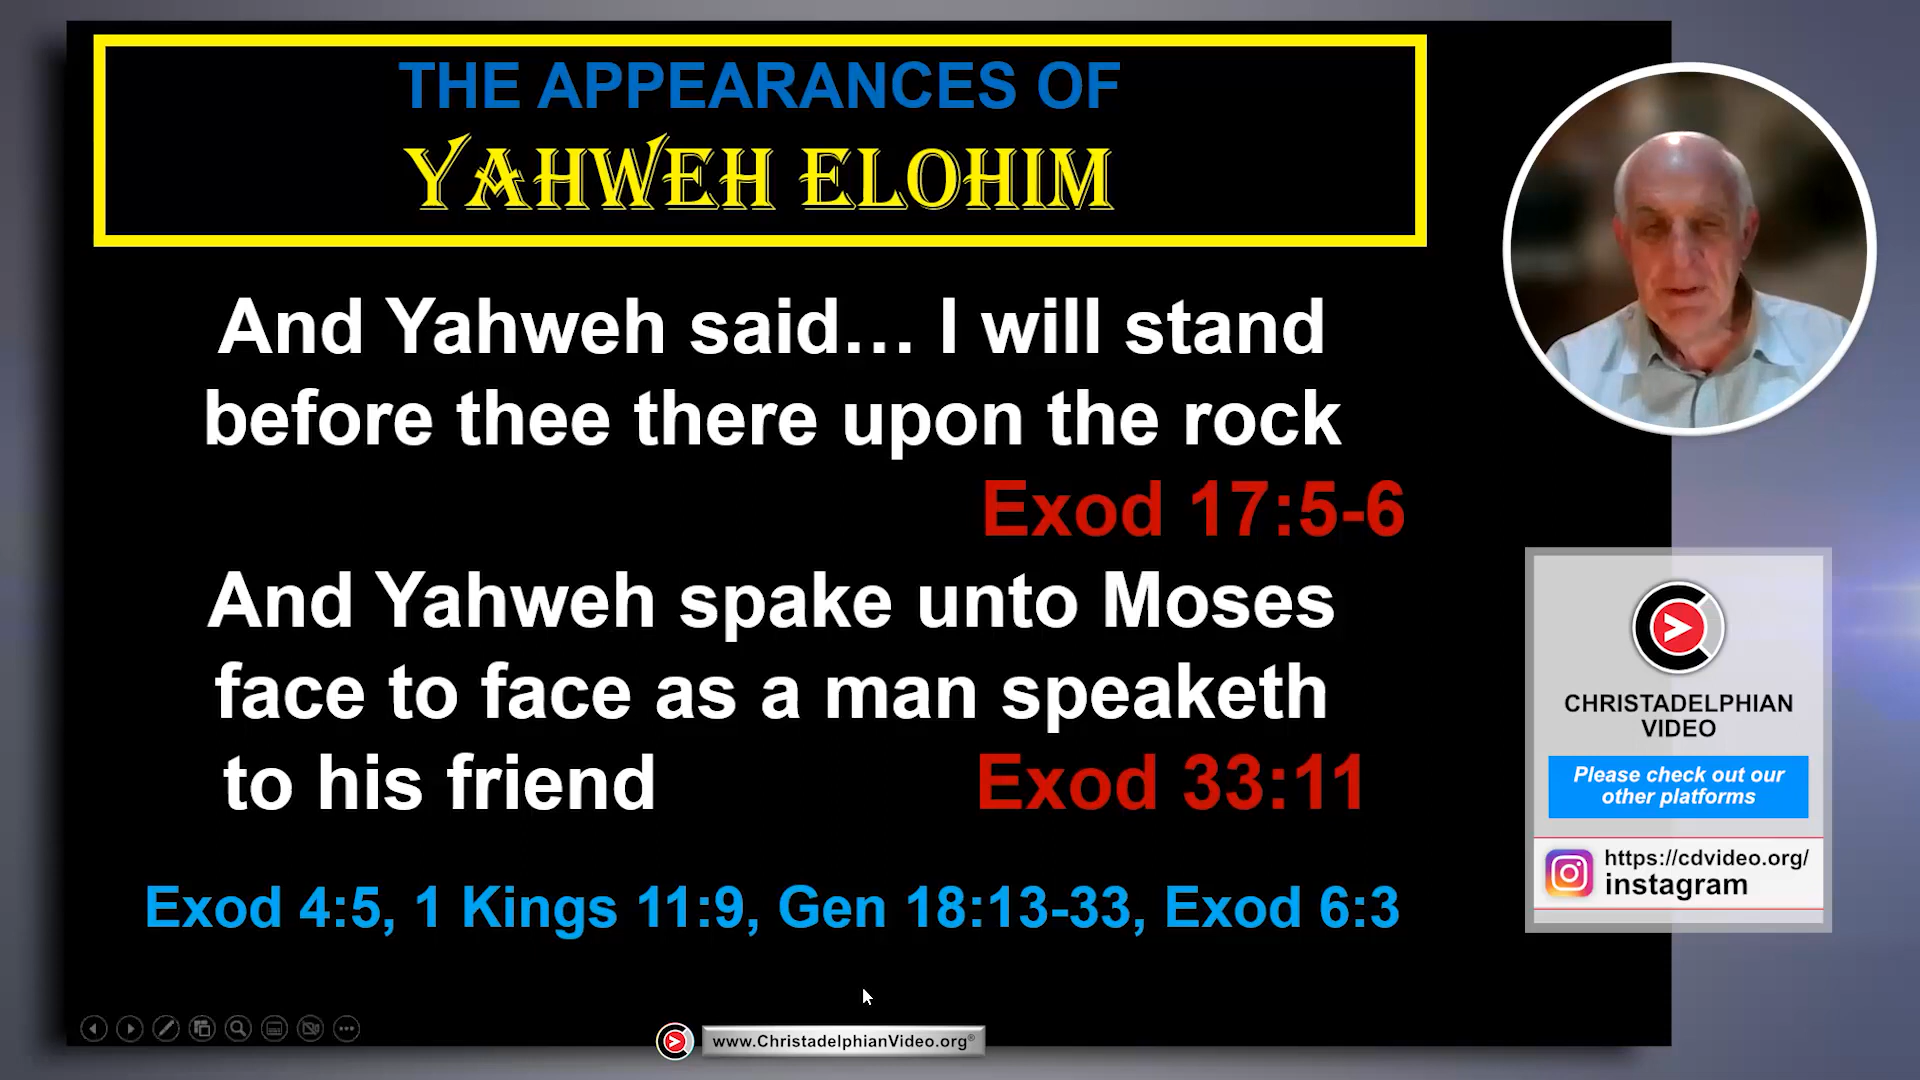 THE APPEARANCES OF
YAHWEH ELOHIM
And Yahweh said… I will stand
before thee there upon the rock
Exod 17:5-6
And Yahweh spake unto Moses
face to face as a man speaketh
to his friend Exod 33:11
Exod 4:5, 1 Kings 11:9, Gen 18:13-33, Exod 6:3
CHRISTADELPHIAN
VIDEO
Please check out our
other platforms
https://cdvideo.org/
instagram
www.ChristadelphianVideo.org®